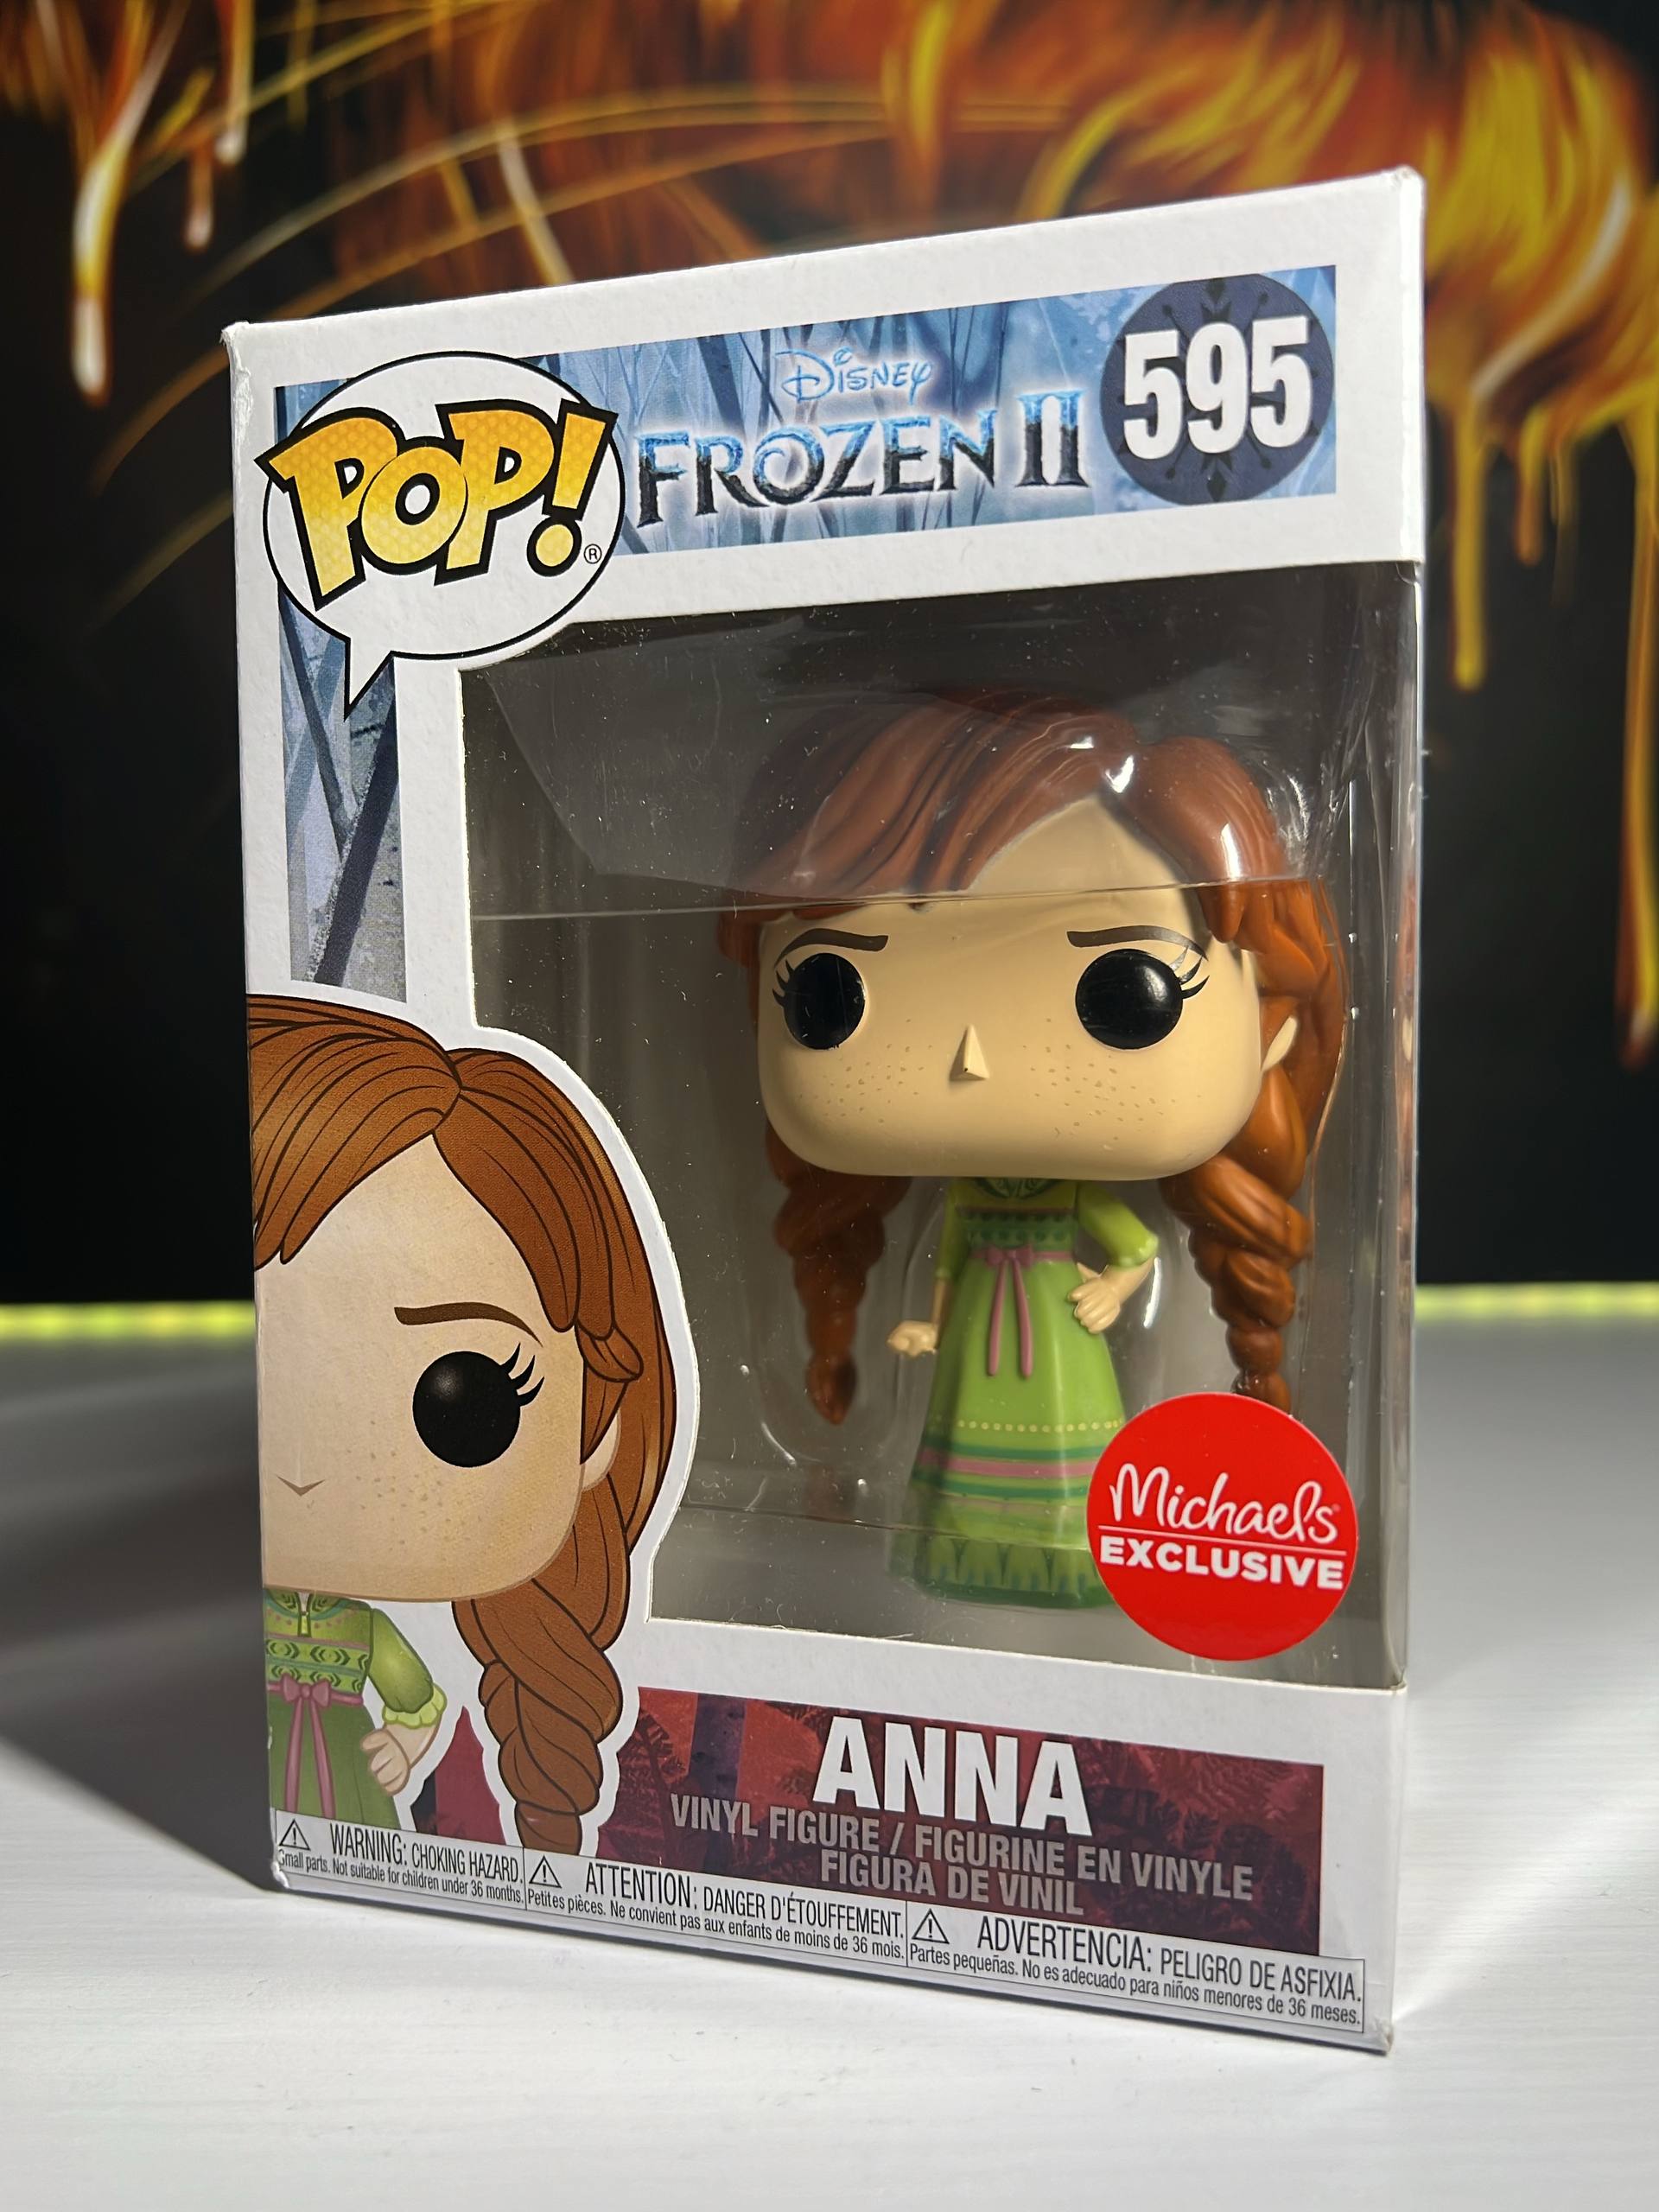 POP!®
Disney
FROZEN II
595
Michaels
EXCLUSIVE
ANNA
VINYL FIGURE / FIGURINE EN VINYLE
FIGURA DE VINIL
WARNING: CHOKING HAZARD.
Small parts. Not suitable for children under 36 months.
ATTENTION: DANGER D'ÉTOUFFEMENT.
Petites pièces. Ne convient pas aux enfants de moins de 36 mois.
ADVERTENCIA: PELIGRO DE ASFIXIA.
Partes pequeñas. No es adecuado para niños menores de 36 meses.